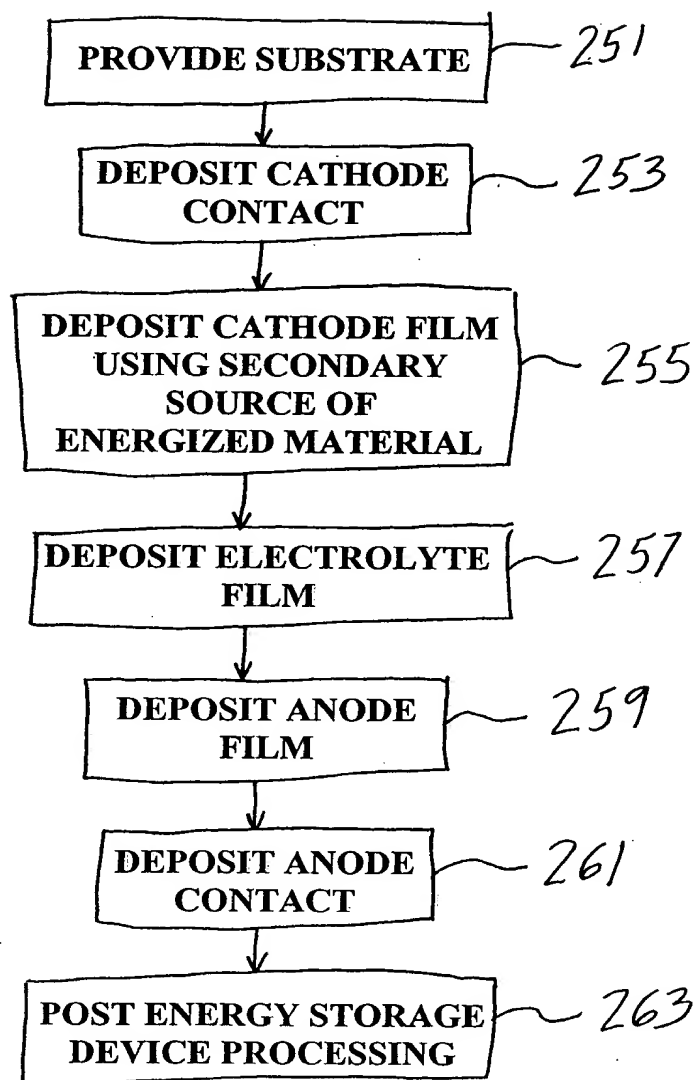 PROVIDE SUBSTRATE
251
DEPOSIT CATHODE
CONTACT
253
DEPOSIT CATHODE FILM
USING SECONDARY
SOURCE OF
ENERGIZED MATERIAL
255
DEPOSIT ELECTROLYTE
FILM
257
DEPOSIT ANODE
FILM
259
DEPOSIT ANODE
CONTACT
261
POST ENERGY STORAGE
DEVICE PROCESSING
263